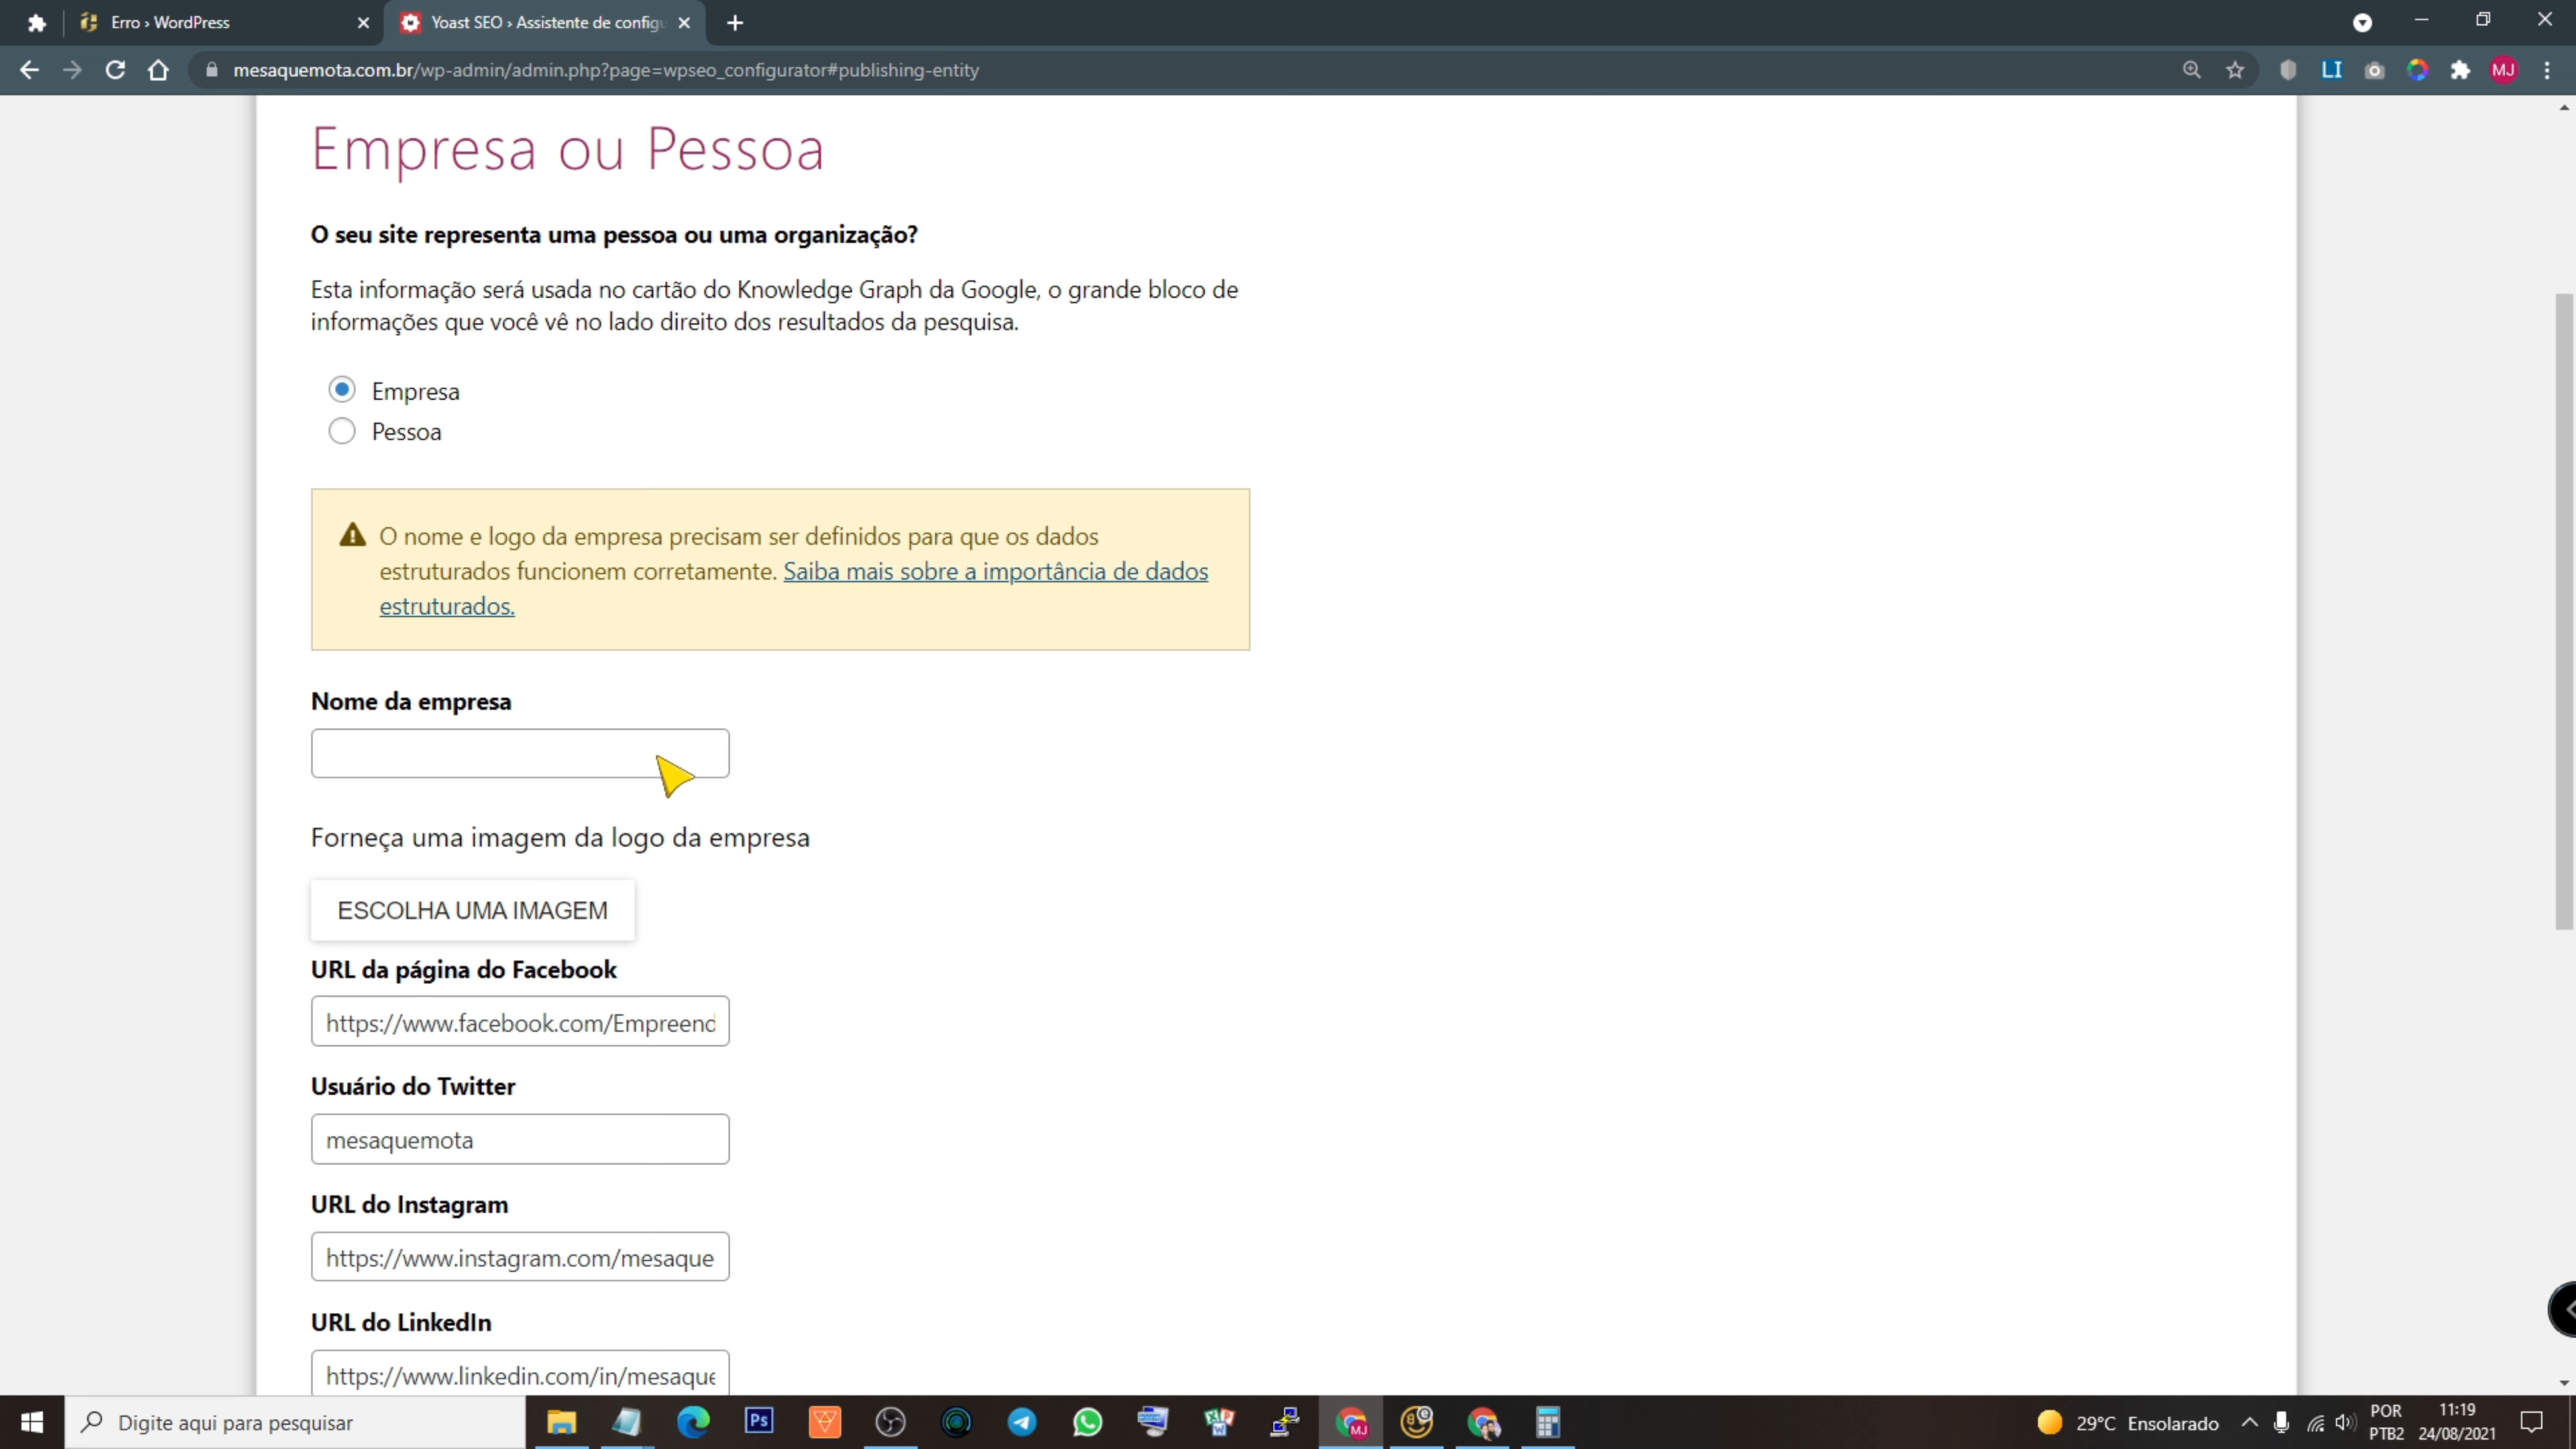 Erro › WordPress
Yoast SEO › Assistente de configu
mesaquemota.com.br/wp-admin/admin.php?page=wpseo_configurator#publishing-entity
LI
MJ
Empresa ou Pessoa
O seu site representa uma pessoa ou uma organização?
Esta informação será usada no cartão do Knowledge Graph da Google, o grande bloco de
informações que você vê no lado direito dos resultados da pesquisa.
Empresa
Pessoa
O nome e logo da empresa precisam ser definidos para que os dados
estruturados funcionem corretamente. Saiba mais sobre a importância de dados
estruturados.
Nome da empresa
Forneça uma imagem da logo da empresa
ESCOLHA UMA IMAGEM
URL da página do Facebook
https://www.facebook.com/Empreend
Usuário do Twitter
mesaquemota
URL do Instagram
https://www.instagram.com/mesaque
URL do LinkedIn
https://www.linkedin.com/in/mesaque
Digite aqui para pesquisar
Ps
MJ
29°C Ensolarado
POR
PTB2
11:19
24/08/2021